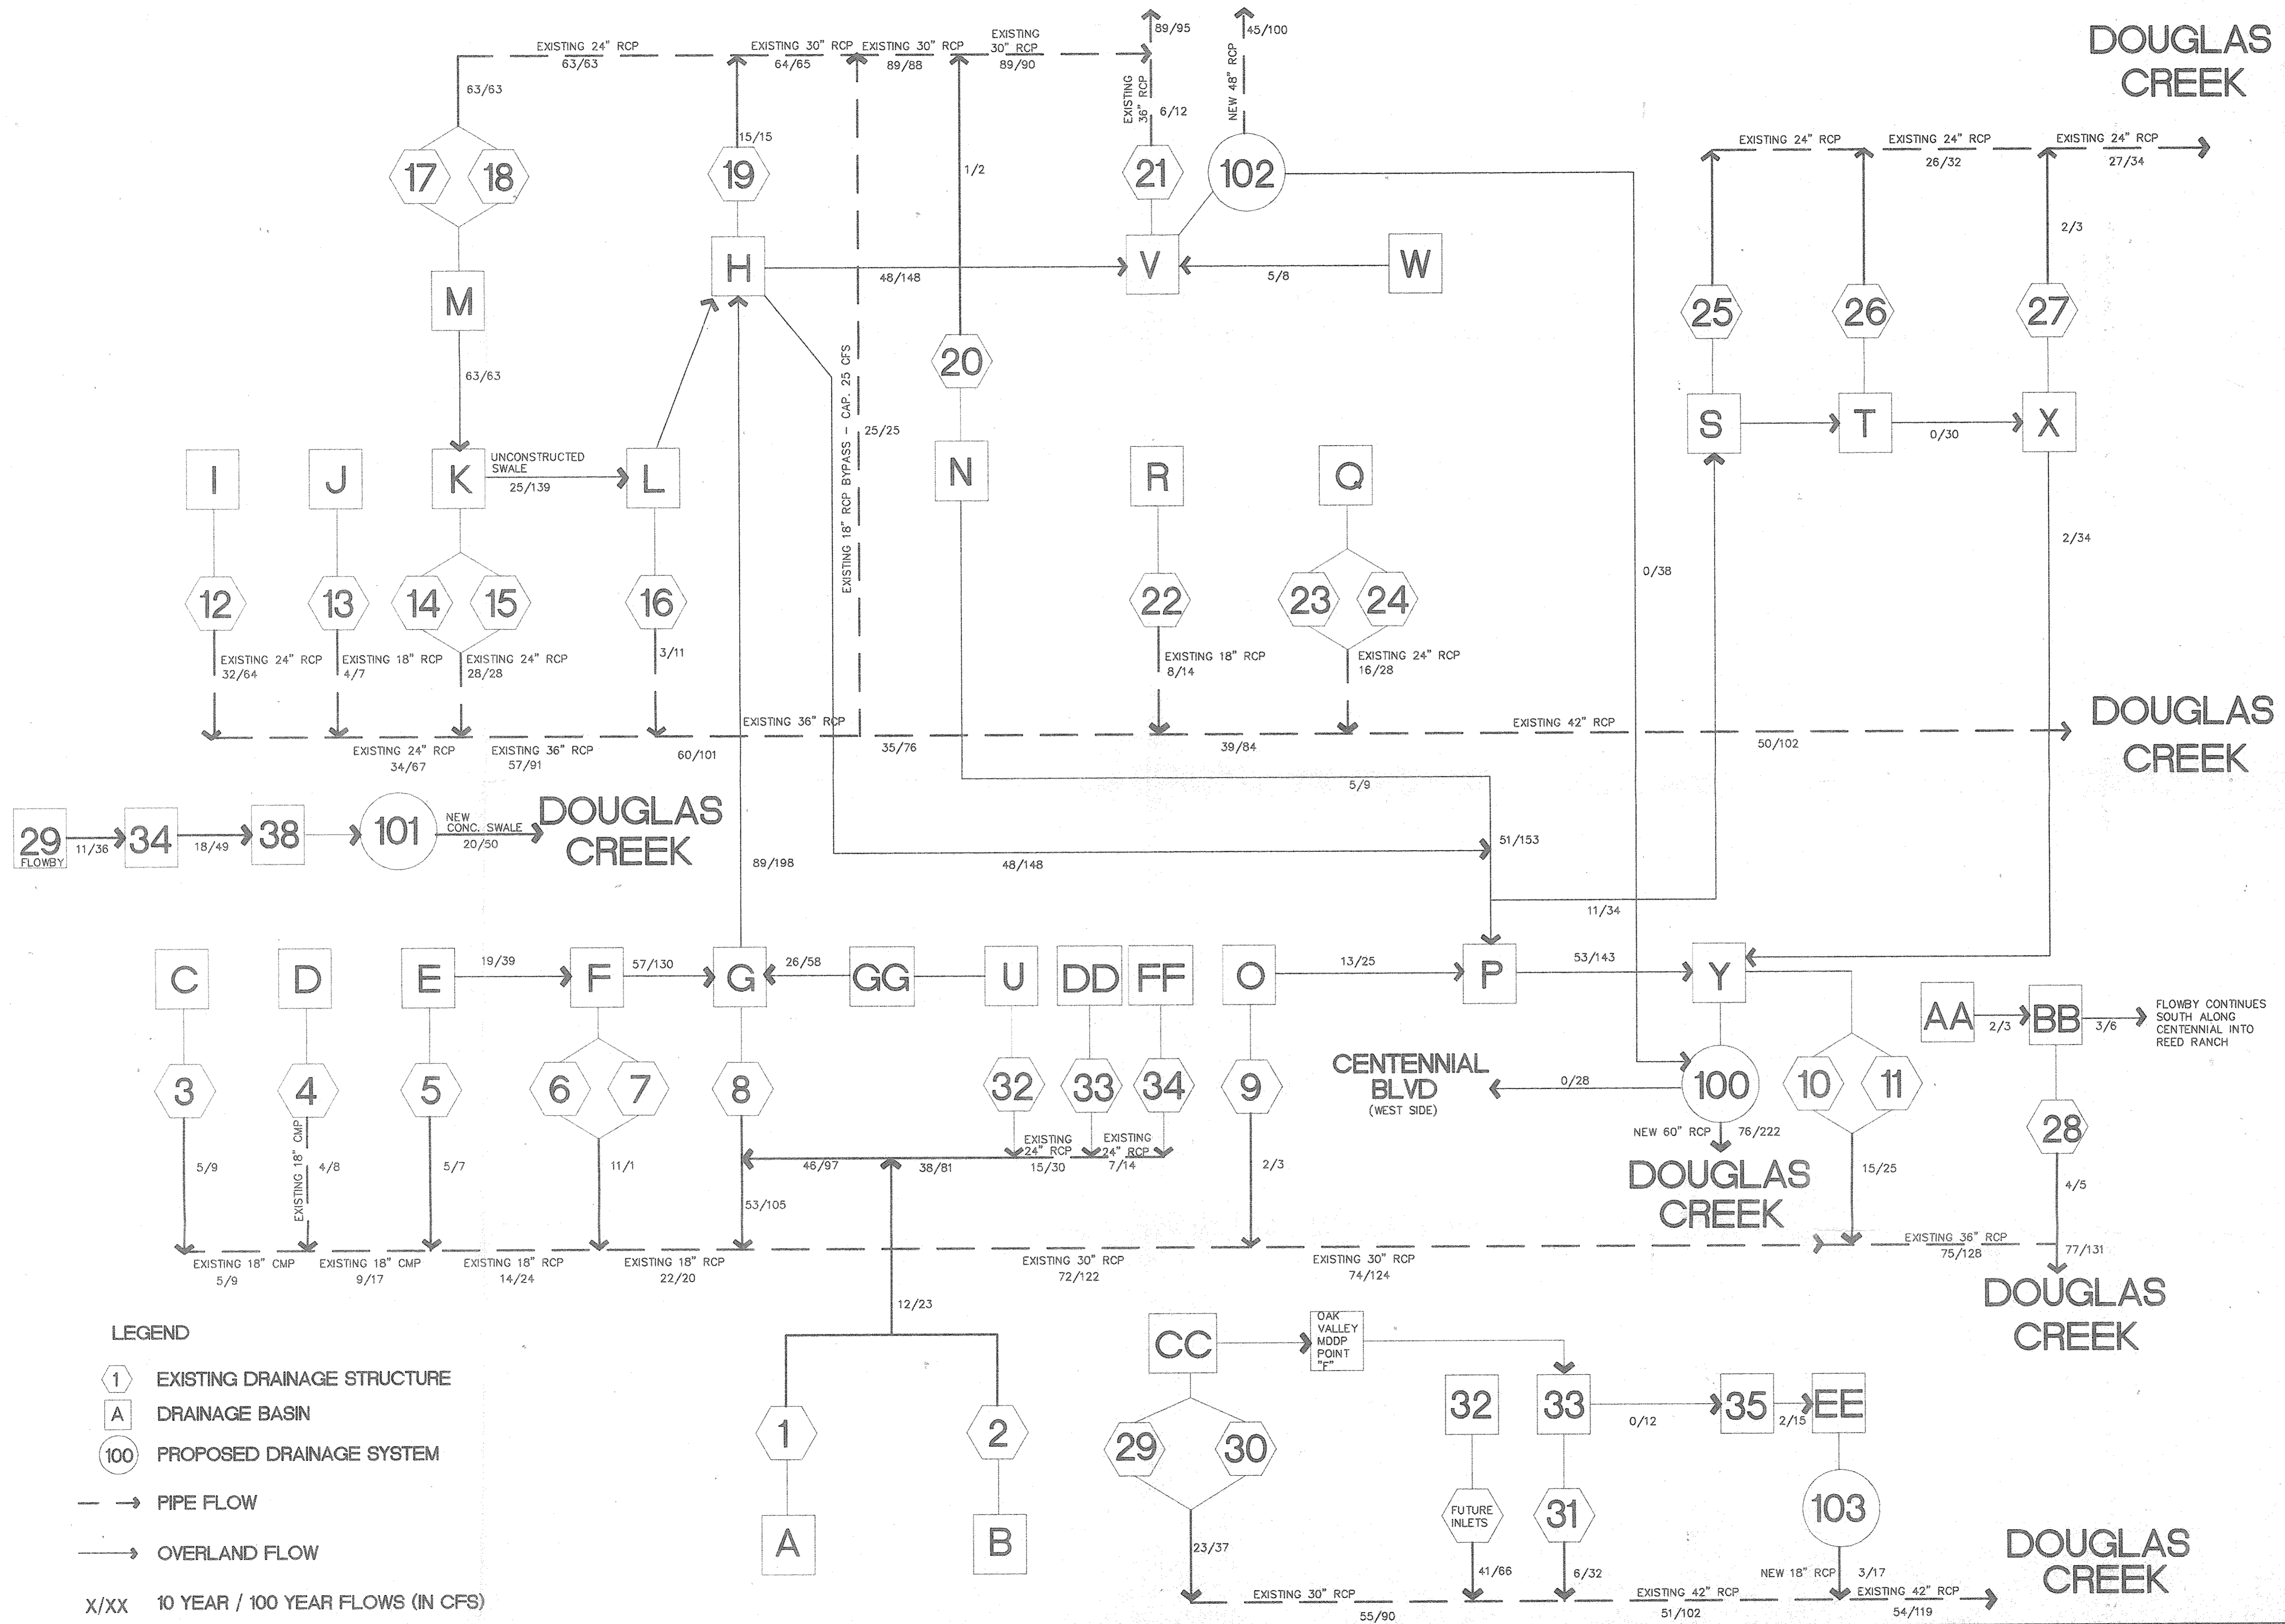 DOUGLAS
CREEK
EXISTING 24" RCP
63/63
EXISTING 30" RCP
64/65
EXISTING 30" RCP
89/88
EXISTING
30" RCP
89/90
89/95
45/100
63/63
15/15
1/2
EXISTING
36" RCP
6/12
NEW 48" RCP
EXISTING 24" RCP
EXISTING 24" RCP
26/32
EXISTING 24" RCP
27/34
17
18
19
21
102
2/3
H
48/148
V
5/8
W
M
63/63
20
25
26
27
EXISTING 18" RCP BYPASS - CAP. 25 CFS
25/25
S
T
0/30
X
I
J
K
UNCONSTRUCTED
SWALE
25/139
L
N
R
Q
2/34
0/38
12
13
14
15
16
22
23
24
EXISTING 24" RCP
32/64
EXISTING 18" RCP
4/7
EXISTING 24" RCP
28/28
3/11
EXISTING 18" RCP
8/14
EXISTING 24" RCP
16/28
EXISTING 24" RCP
34/67
EXISTING 36" RCP
57/91
60/101
EXISTING 36" RCP
35/76
39/84
EXISTING 42" RCP
50/102
DOUGLAS
CREEK
5/9
29
FLOWBY
11/36
34
18/49
38
101
NEW
CONC. SWALE
20/50
DOUGLAS
CREEK
89/198
48/148
51/153
11/34
C
D
E
19/39
F
57/130
G
26/58
GG
U
DD
FF
O
13/25
P
53/143
Y
AA
2/3
BB
3/6
FLOWBY CONTINUES
SOUTH ALONG
CENTENNIAL INTO
REED RANCH
3
4
5
6
7
8
32
33
34
9
CENTENNIAL
BLVD
(WEST SIDE)
0/28
100
10
11
28
NEW 60" RCP
76/222
DOUGLAS
CREEK
5/9
EXISTING 18" CMP
4/8
5/7
11/1
46/97
38/81
EXISTING
24" RCP
15/30
EXISTING
24" RCP
7/14
2/3
15/25
4/5
53/105
EXISTING 18" CMP
5/9
EXISTING 18" CMP
9/17
EXISTING 18" RCP
14/24
EXISTING 18" RCP
22/20
EXISTING 30" RCP
72/122
EXISTING 30" RCP
74/124
EXISTING 36" RCP
75/128
77/131
DOUGLAS
CREEK
12/23
LEGEND
1
EXISTING DRAINAGE STRUCTURE
A
DRAINAGE BASIN
100
PROPOSED DRAINAGE SYSTEM
PIPE FLOW
OVERLAND FLOW
X/XX
10 YEAR / 100 YEAR FLOWS (IN CFS)
1
2
A
B
CC
OAK
VALLEY
MDDP
POINT
"F"
29
30
32
33
0/12
35
2/15
EE
FUTURE
INLETS
31
103
23/37
41/66
6/32
NEW 18" RCP
3/17
EXISTING 30" RCP
55/90
EXISTING 42" RCP
51/102
EXISTING 42" RCP
54/119
DOUGLAS
CREEK